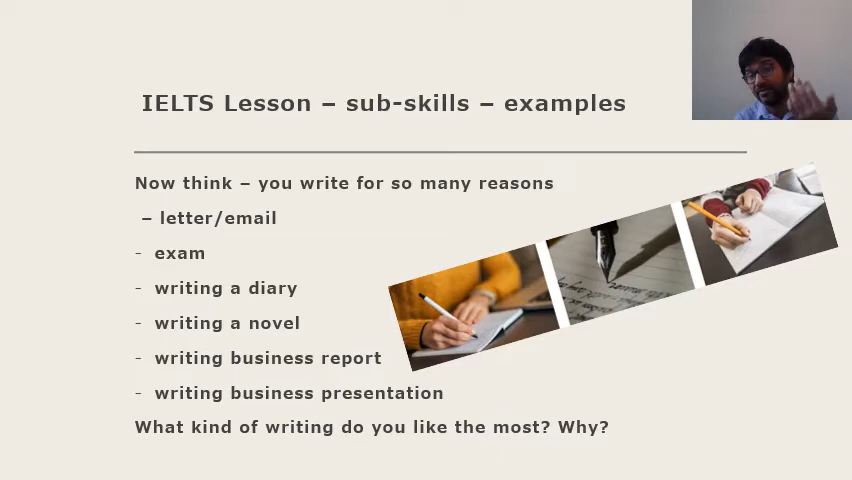 IELTS Lesson – sub-skills – examples
Now think – you write for so many reasons
– letter/email
- exam
- writing a diary
- writing a novel
- writing business report
- writing business presentation
What kind of writing do you like the most? Why?